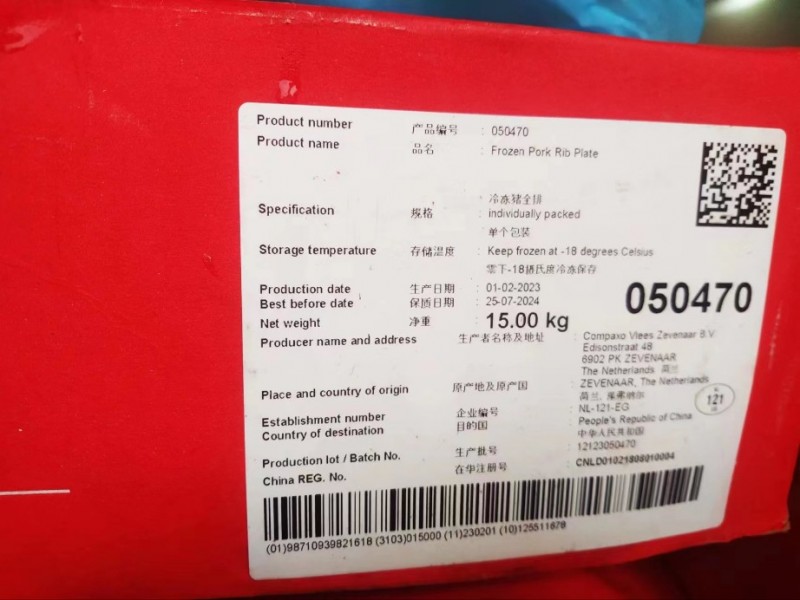 Product number 产品编号 : 050470
Product name 品名 : Frozen Pork Rib Plate
冷冻猪全排
Specification 规格 : individually packed
单个包装
Storage temperature 存储温度 : Keep frozen at -18 degrees Celsius
零下-18摄氏度冷冻保存
Production date 生产日期 : 01-02-2023
Best before date 保质日期 : 25-07-2024
050470
Net weight 净重 : 15.00 kg
Producer name and address 生产者名称及地址 : Compaxo Vlees Zevenaar B.V.
Edisonstraat 48
6902 PK ZEVENAAR
The Netherlands 荷兰
Place and country of origin 原产地及原产国 : ZEVENAAR, The Netherlands
荷兰,
121
Establishment number 企业编号 : NL-121-EG
Country of destination 目的国 : People's Republic of China
中华人民共和国
Production lot / Batch No. 生产批号 : 12123050470
China REG. No. 在华注册号 : CNLD01021808010004
(01)98710939821618 (3103)015000 (11)230201 (10)125511678